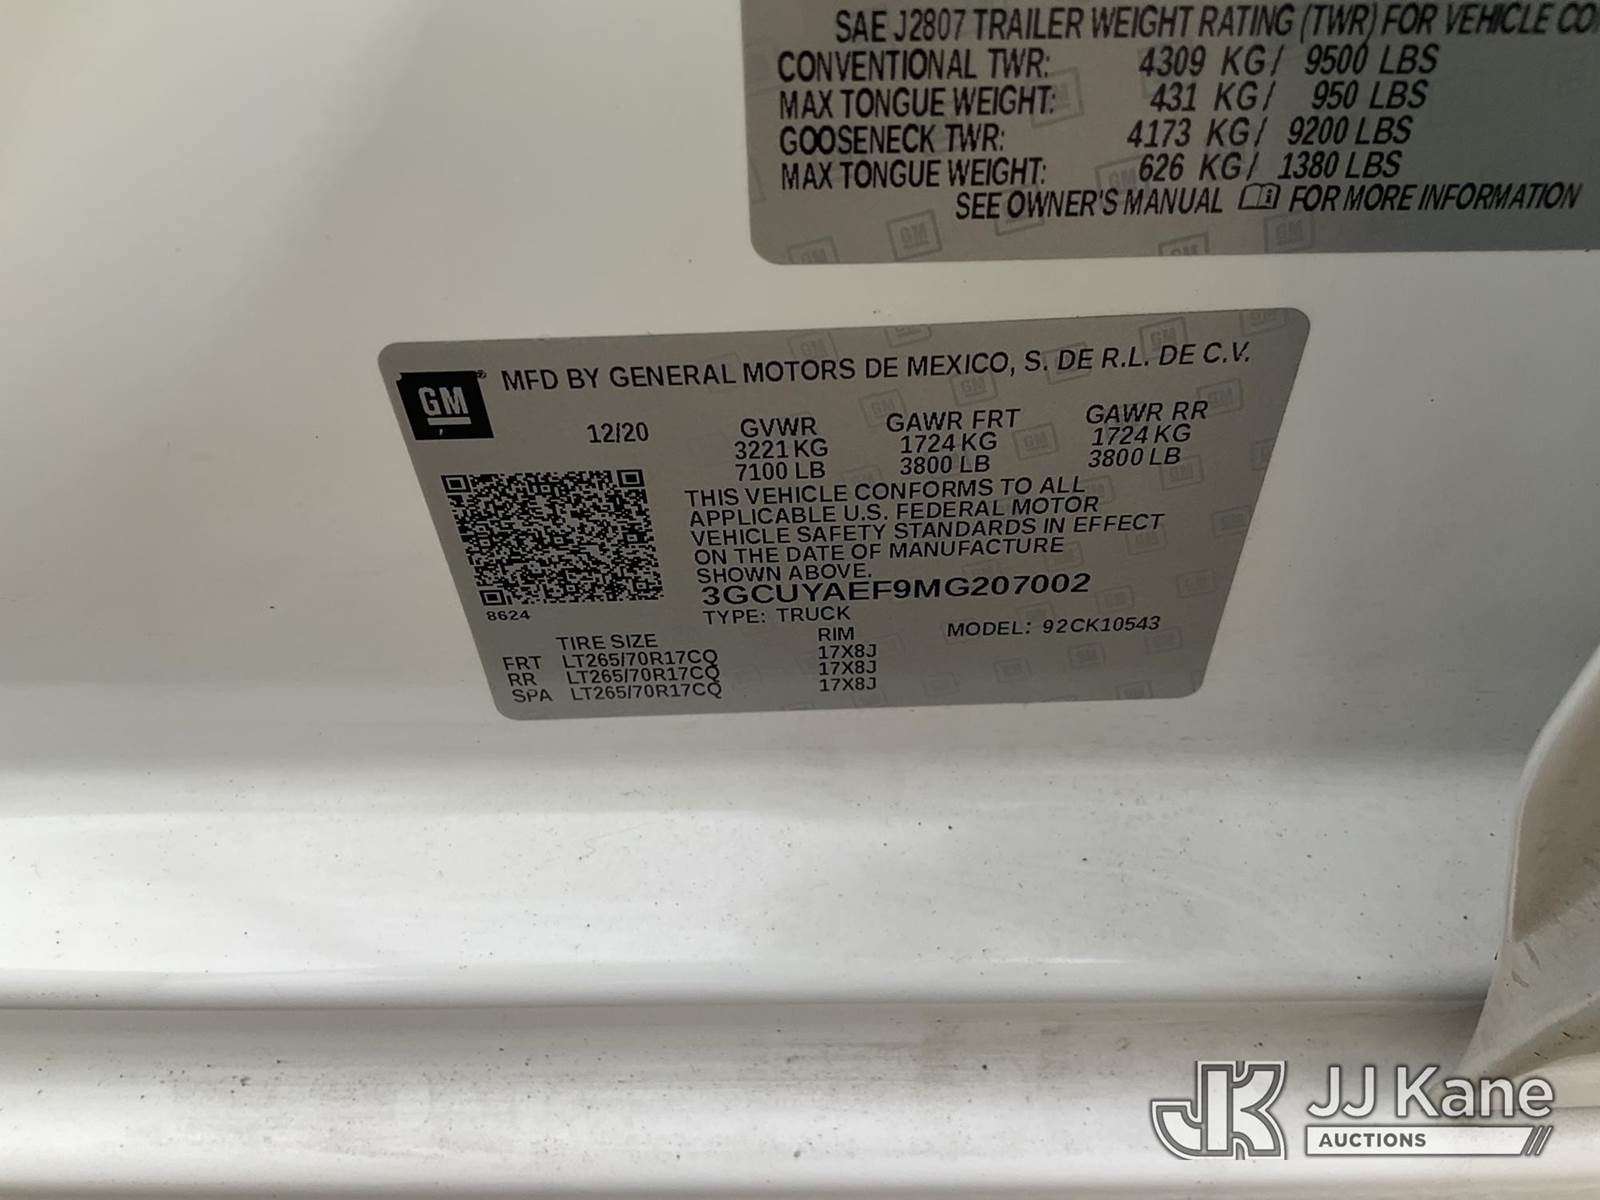 SAE J2807 TRAILER WEIGHT RATING (TWR) FOR VEHICLE
CONVENTIONAL TWR: 4309 KG/ 9500 LBS
MAX TONGUE WEIGHT: 431 KG/ 950 LBS
GOOSENECK TWR: 4173 KG/ 9200 LBS
MAX TONGUE WEIGHT: 626 KG/ 1380 LBS
SEE OWNER'S MANUAL FOR MORE INFORMATION
GM® MFD BY GENERAL MOTORS DE MEXICO, S. DE R.L. DE C.V.
12/20 GVWR GAWR FRT GAWR RR
3221 KG 1724 KG 1724 KG
7100 LB 3800 LB 3800 LB
THIS VEHICLE CONFORMS TO ALL
APPLICABLE U.S. FEDERAL MOTOR
VEHICLE SAFETY STANDARDS IN EFFECT
ON THE DATE OF MANUFACTURE
SHOWN ABOVE.
3GCUYAEF9MG207002
8624 TYPE: TRUCK MODEL: 92CK10543
TIRE SIZE RIM
FRT LT265/70R17CQ 17X8J
RR LT265/70R17CQ 17X8J
SPA LT265/70R17CQ 17X8J
JK JJ Kane
AUCTIONS